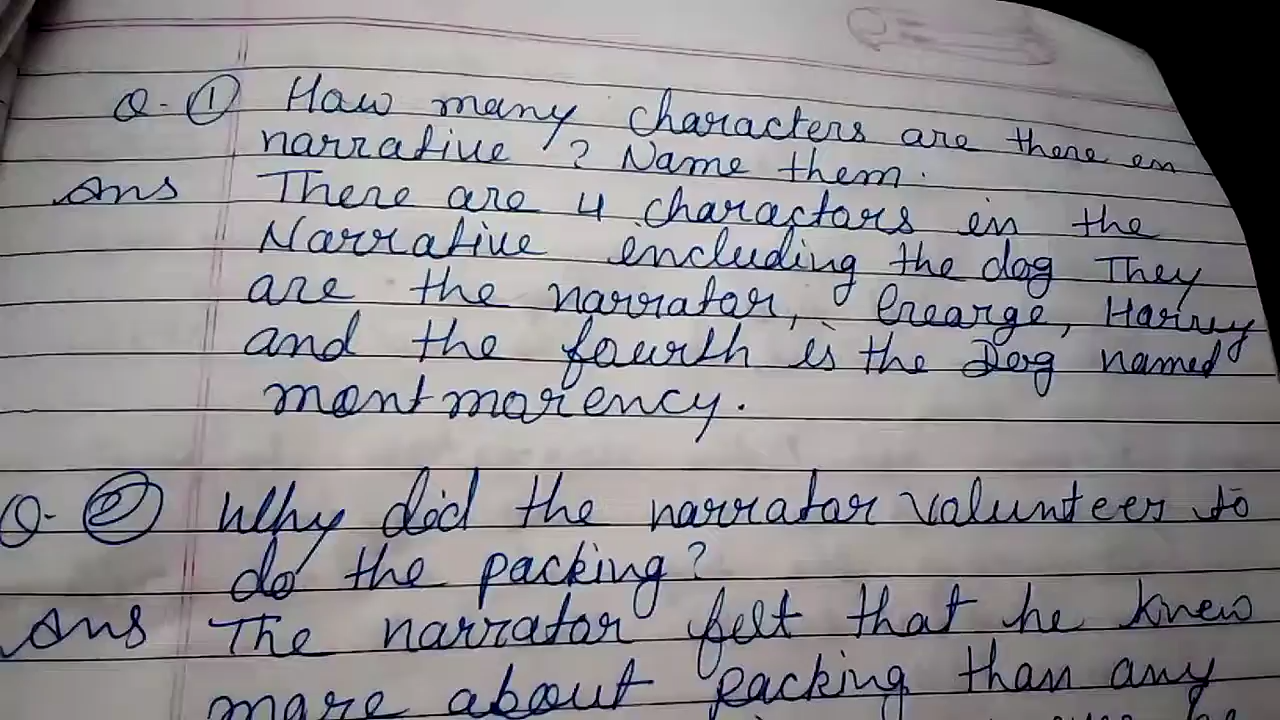 Q. ① How many characters are there in
narrative ? Name them.
Ans There are 4 charactars in the
Narrative including the dog They
are the narrator, George, Harry
and the fourth is the Dog named
montmorency.
Q. ② Why did the narrator volunteer to
do the packing?
Ans The narrator felt that he knew
more about packing than any